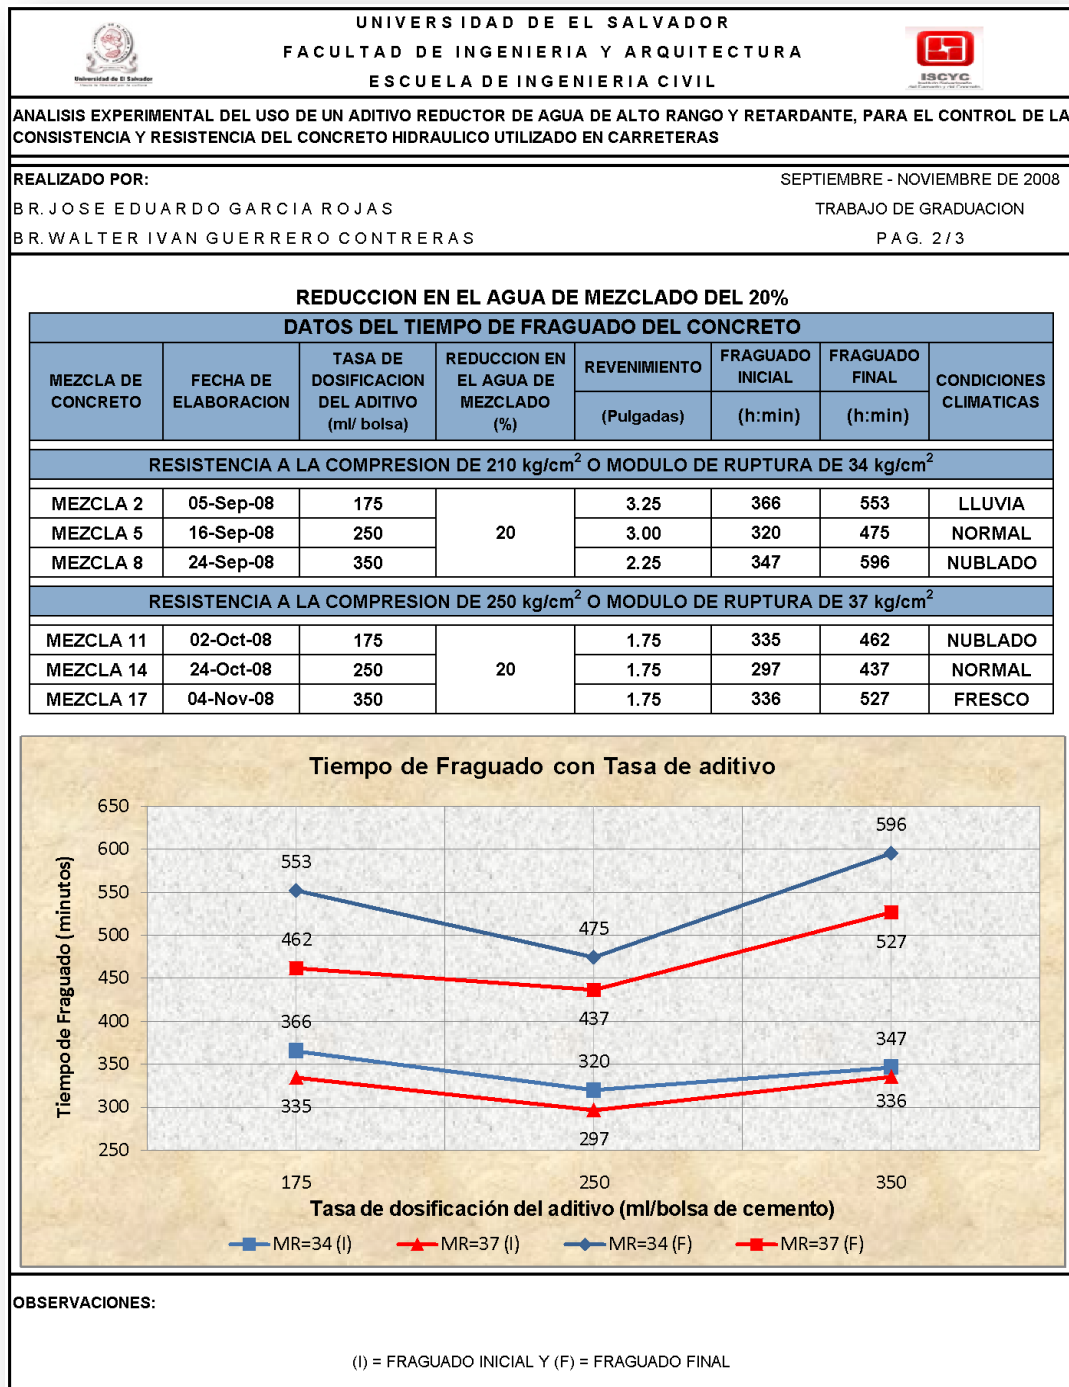 UNIVERSIDAD DE EL SALVADOR
FACULTAD DE INGENIERIA Y ARQUITECTURA
ESCUELA DE INGENIERIA CIVIL
Universidad de El Salvador
ISCYC
ANALISIS EXPERIMENTAL DEL USO DE UN ADITIVO REDUCTOR DE AGUA DE ALTO RANGO Y RETARDANTE, PARA EL CONTROL DE LA
CONSISTENCIA Y RESISTENCIA DEL CONCRETO HIDRAULICO UTILIZADO EN CARRETERAS
REALIZADO POR: SEPTIEMBRE - NOVIEMBRE DE 2008
BR. JOSE EDUARDO GARCIA ROJAS TRABAJO DE GRADUACION
BR. WALTER IVAN GUERRERO CONTRERAS PAG. 2/3
REDUCCION EN EL AGUA DE MEZCLADO DEL 20%
DATOS DEL TIEMPO DE FRAGUADO DEL CONCRETO
MEZCLA DE
CONCRETO
FECHA DE
ELABORACION
TASA DE
DOSIFICACION
DEL ADITIVO
(ml/ bolsa)
REDUCCION EN
EL AGUA DE
MEZCLADO
(%)
REVENIMIENTO
(Pulgadas)
FRAGUADO
INICIAL
(h:min)
FRAGUADO
FINAL
(h:min)
CONDICIONES
CLIMATICAS
RESISTENCIA A LA COMPRESION DE 210 kg/cm² O MODULO DE RUPTURA DE 34 kg/cm²
MEZCLA 2 05-Sep-08 175 3.25 366 553 LLUVIA
MEZCLA 5 16-Sep-08 250 20 3.00 320 475 NORMAL
MEZCLA 8 24-Sep-08 350 2.25 347 596 NUBLADO
RESISTENCIA A LA COMPRESION DE 250 kg/cm² O MODULO DE RUPTURA DE 37 kg/cm²
MEZCLA 11 02-Oct-08 175 1.75 335 462 NUBLADO
MEZCLA 14 24-Oct-08 250 20 1.75 297 437 NORMAL
MEZCLA 17 04-Nov-08 350 1.75 336 527 FRESCO
Tiempo de Fraguado con Tasa de aditivo
Tiempo de Fraguado (minutos)
650
600
550
500
450
400
350
300
250
553
475
596
462
437
527
366
320
347
335
297
336
175 250 350
Tasa de dosificación del aditivo (ml/bolsa de cemento)
MR=34 (I) MR=37 (I) MR=34 (F) MR=37 (F)
OBSERVACIONES:
(I) = FRAGUADO INICIAL Y (F) = FRAGUADO FINAL